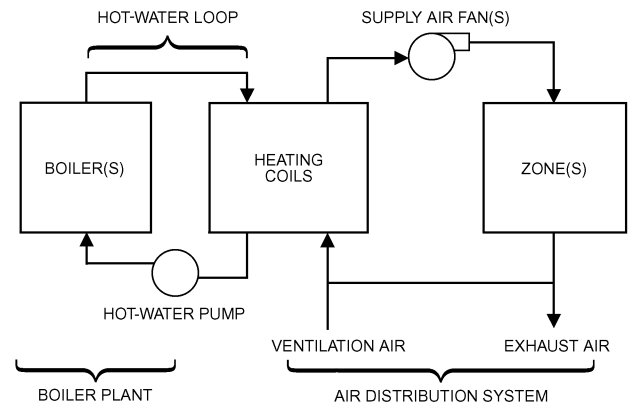 HOT-WATER LOOP
SUPPLY AIR FAN(S)
BOILER(S)
HEATING
COILS
ZONE(S)
HOT-WATER PUMP
VENTILATION AIR
EXHAUST AIR
BOILER PLANT
AIR DISTRIBUTION SYSTEM